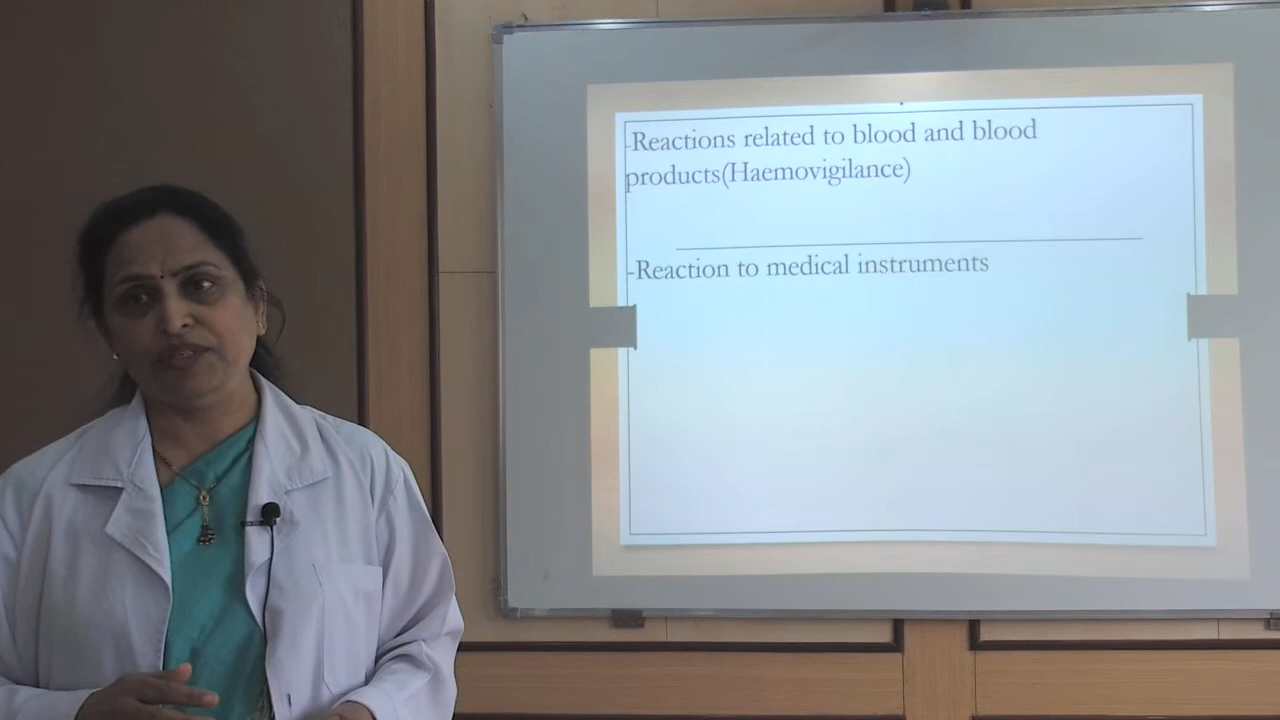 -Reactions related to blood and blood
products(Haemovigilance)
-Reaction to medical instruments